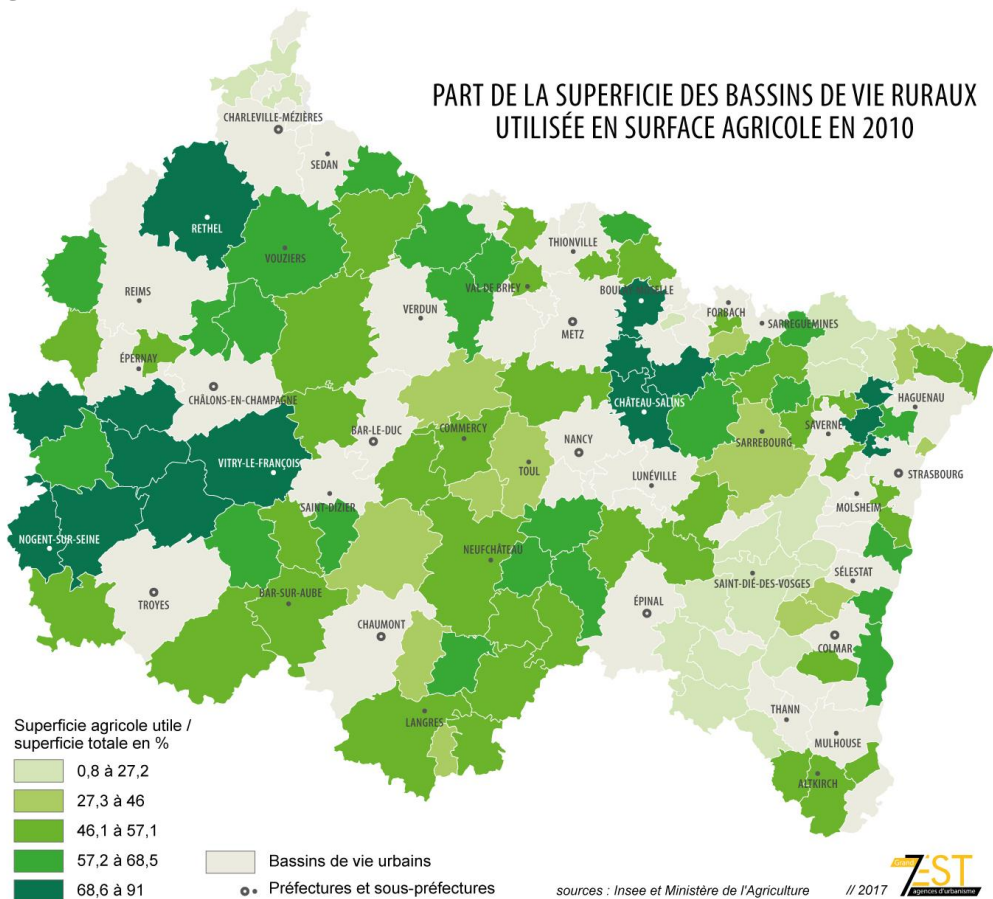 PART DE LA SUPERFICIE DES BASSINS DE VIE RURAUX
UTILISÉE EN SURFACE AGRICOLE EN 2010
CHARLEVILLE-MÉZIÈRES
SEDAN
RETHEL
VOUZIERS
THIONVILLE
REIMS
VAL DE BRIEY
BOULAY-MOSELLE
VERDUN
FORBACH
METZ
SARREGUEMINES
ÉPERNAY
CHÂLONS-EN-CHAMPAGNE
CHÂTEAU-SALINS
HAGUENAU
BAR-LE-DUC
COMMERCY
NANCY
SARREBOURG
SAVERNE
VITRY-LE-FRANÇOIS
TOUL
LUNÉVILLE
STRASBOURG
SAINT-DIZIER
MOLSHEIM
NOGENT-SUR-SEINE
NEUFCHÂTEAU
SAINT-DIÉ-DES-VOSGES
SÉLESTAT
TROYES
BAR-SUR-AUBE
ÉPINAL
CHAUMONT
COLMAR
LANGRES
THANN
MULHOUSE
ALTKIRCH
Superficie agricole utile /
superficie totale en %
0,8 à 27,2
27,3 à 46
46,1 à 57,1
57,2 à 68,5
68,6 à 91
Bassins de vie urbains
Préfectures et sous-préfectures
sources : Insee et Ministère de l'Agriculture // 2017
Grand
7EST
agences d'urbanisme